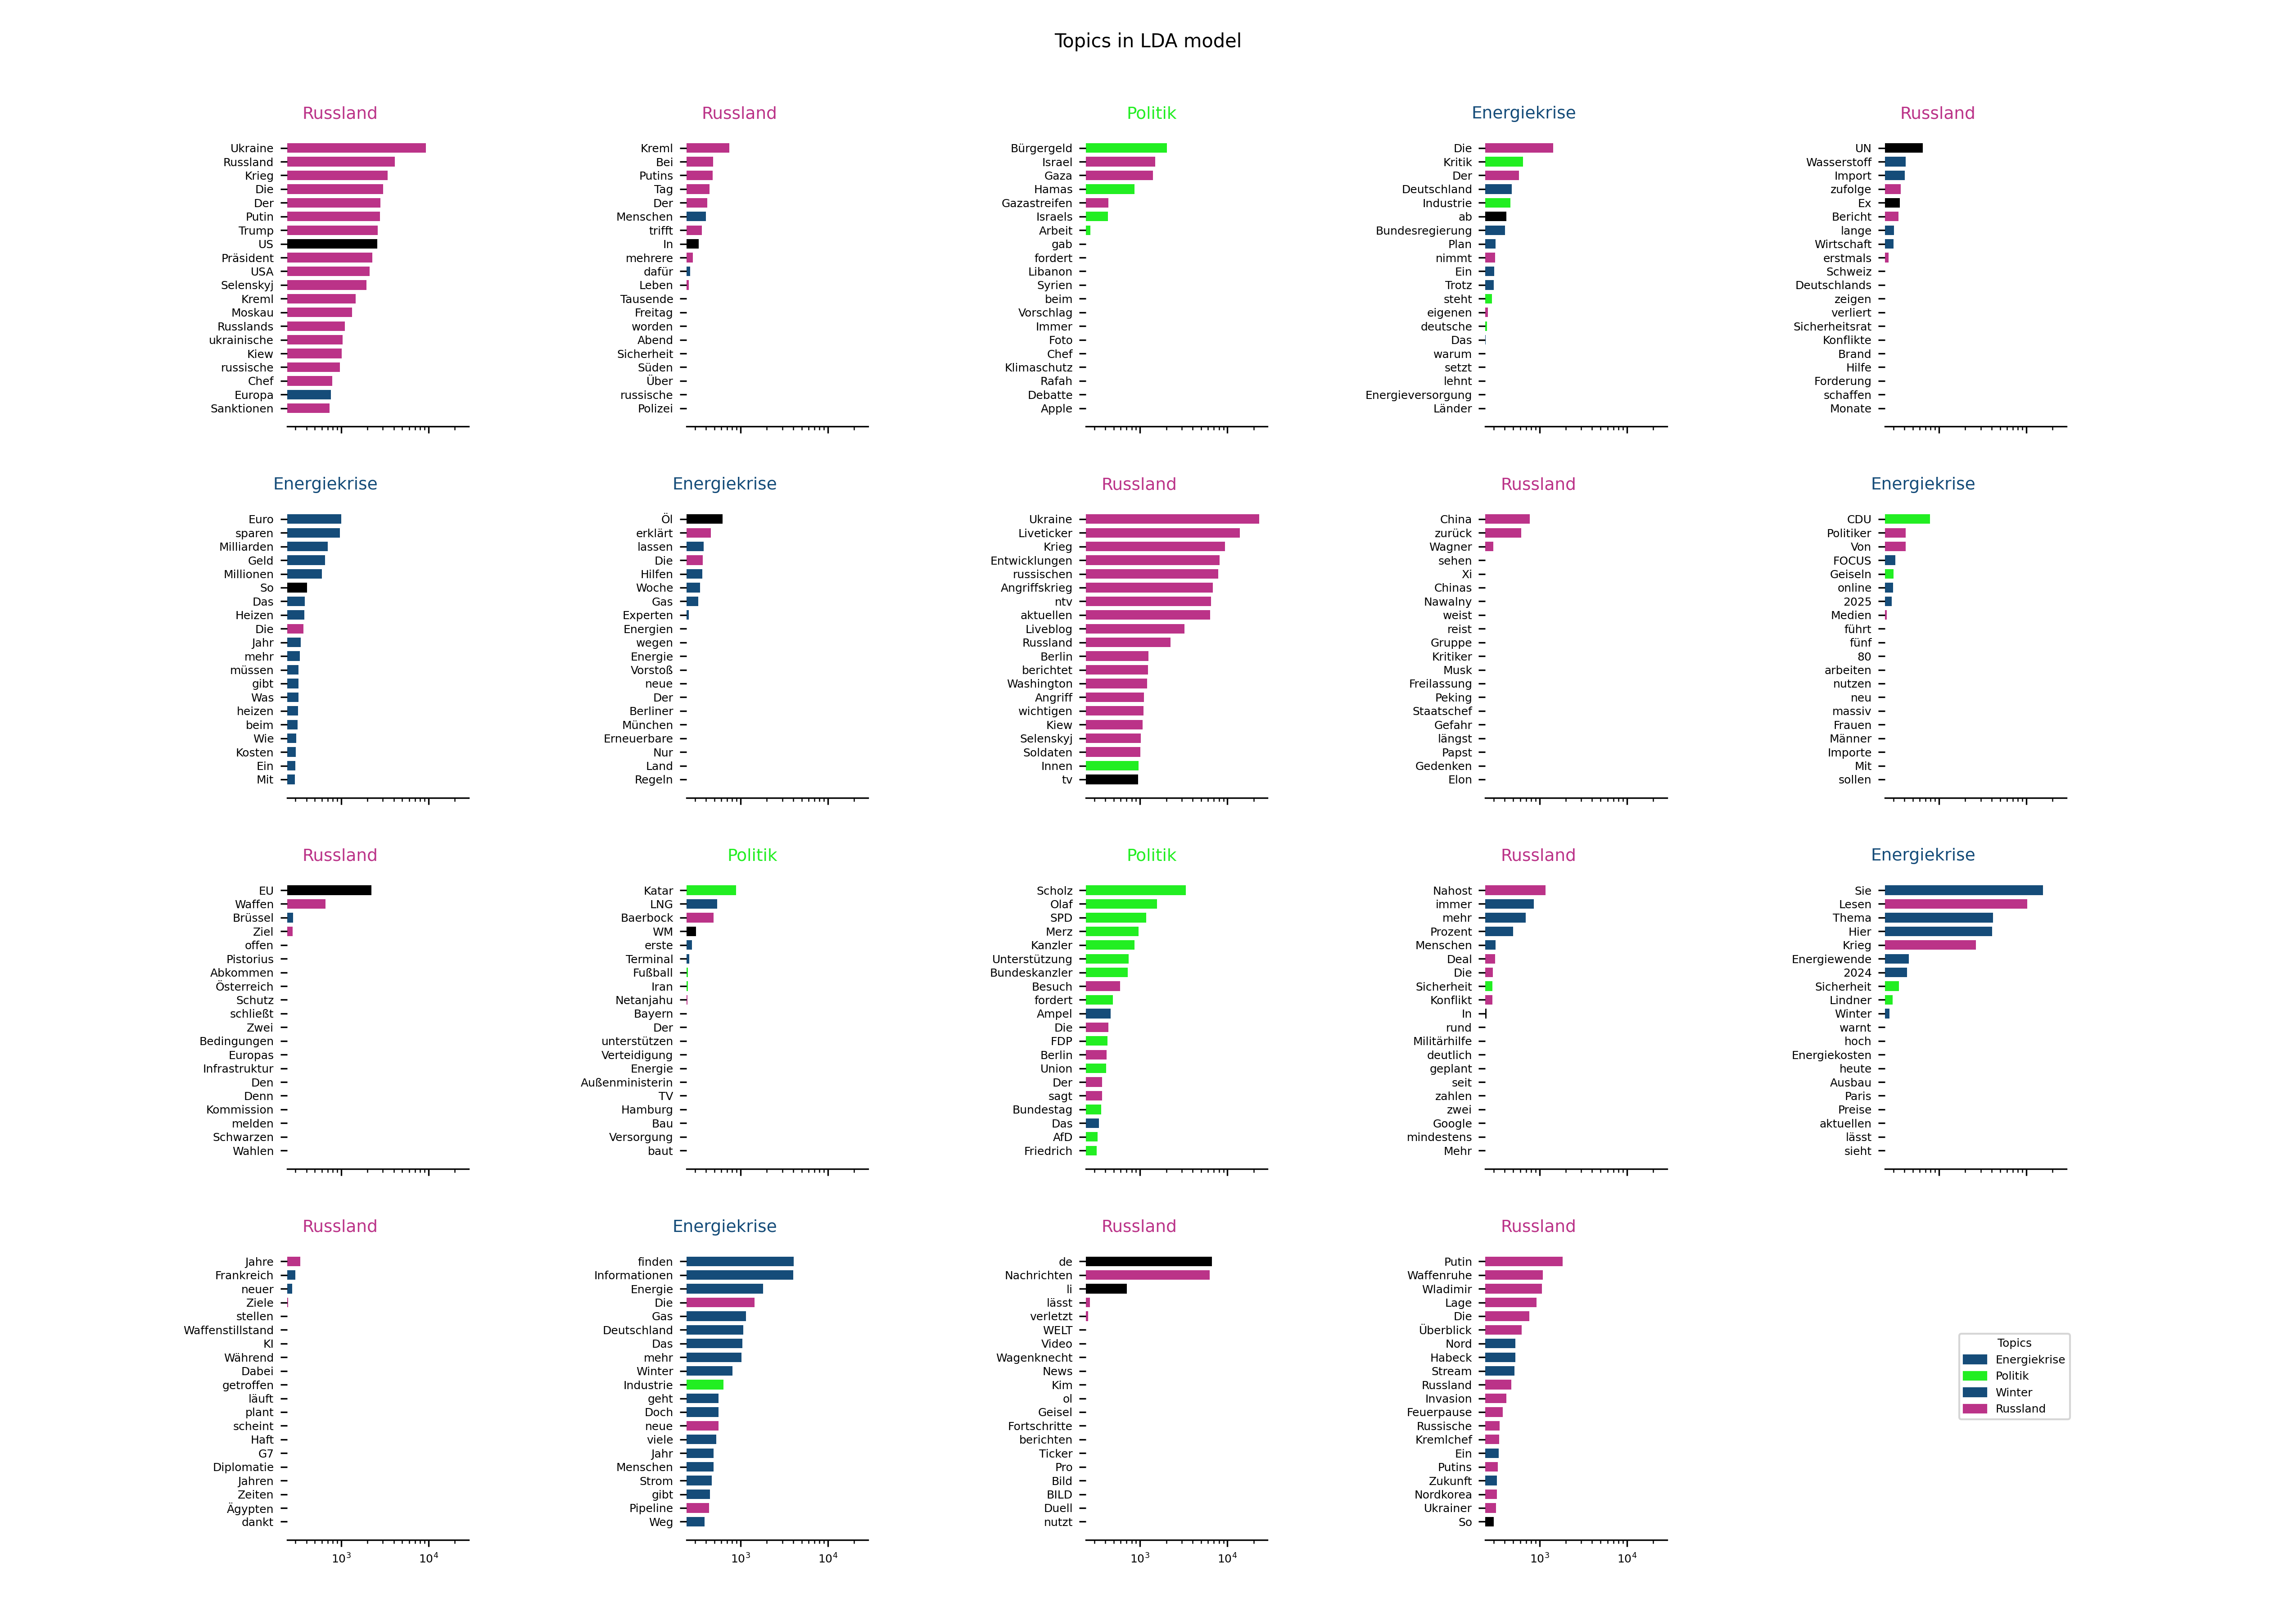 Topics in LDA model
Russland
Ukraine
Russland
Krieg
Die
Der
Putin
Trump
US
Präsident
USA
Selenskyj
Kreml
Moskau
Russlands
ukrainische
Kiew
russische
Chef
Europa
Sanktionen
Russland
Kreml
Bei
Putins
Tag
Der
Menschen
trifft
In
mehrere
dafür
Leben
Tausende
Freitag
worden
Abend
Sicherheit
Süden
Über
russische
Polizei
Politik
Bürgergeld
Israel
Gaza
Hamas
Gazastreifen
Israels
Arbeit
gab
fordert
Libanon
Syrien
beim
Vorschlag
Immer
Foto
Chef
Klimaschutz
Rafah
Debatte
Apple
Energiekrise
Die
Kritik
Der
Deutschland
Industrie
ab
Bundesregierung
Plan
nimmt
Ein
Trotz
steht
eigenen
deutsche
Das
warum
setzt
lehnt
Energieversorgung
Länder
Russland
UN
Wasserstoff
Import
zufolge
Ex
Bericht
lange
Wirtschaft
erstmals
Schweiz
Deutschlands
zeigen
verliert
Sicherheitsrat
Konflikte
Brand
Hilfe
Forderung
schaffen
Monate
Energiekrise
Euro
sparen
Milliarden
Geld
Millionen
So
Das
Heizen
Die
Jahr
mehr
müssen
gibt
Was
heizen
beim
Wie
Kosten
Ein
Mit
Energiekrise
Öl
erklärt
lassen
Die
Hilfen
Woche
Gas
Experten
Energien
wegen
Energie
Vorstoß
neue
Der
Berliner
München
Erneuerbare
Nur
Land
Regeln
Russland
Ukraine
Liveticker
Krieg
Entwicklungen
russischen
Angriffskrieg
ntv
aktuellen
Liveblog
Russland
Berlin
berichtet
Washington
Angriff
wichtigen
Kiew
Selenskyj
Soldaten
Innen
tv
Russland
China
zurück
Wagner
sehen
Xi
Chinas
Nawalny
weist
reist
Gruppe
Kritiker
Musk
Freilassung
Peking
Staatschef
Gefahr
längst
Papst
Gedenken
Elon
Energiekrise
CDU
Politiker
Von
FOCUS
Geiseln
online
2025
Medien
führt
fünf
80
arbeiten
nutzen
neu
massiv
Frauen
Männer
Importe
Mit
sollen
Russland
EU
Waffen
Brüssel
Ziel
offen
Pistorius
Abkommen
Österreich
Schutz
schließt
Zwei
Bedingungen
Europas
Infrastruktur
Den
Denn
Kommission
melden
Schwarzen
Wahlen
Politik
Katar
LNG
Baerbock
WM
erste
Terminal
Fußball
Iran
Netanjahu
Bayern
Der
unterstützen
Verteidigung
Energie
Außenministerin
TV
Hamburg
Bau
Versorgung
baut
Politik
Scholz
Olaf
SPD
Merz
Kanzler
Unterstützung
Bundeskanzler
Besuch
fordert
Ampel
Die
FDP
Berlin
Union
Der
sagt
Bundestag
Das
AfD
Friedrich
Russland
Nahost
immer
mehr
Prozent
Menschen
Deal
Die
Sicherheit
Konflikt
In
rund
Militärhilfe
deutlich
geplant
seit
zahlen
zwei
Google
mindestens
Mehr
Energiekrise
Sie
Lesen
Thema
Hier
Krieg
Energiewende
2024
Sicherheit
Lindner
Winter
warnt
hoch
Energiekosten
heute
Ausbau
Paris
Preise
aktuellen
lässt
sieht
Russland
Jahre
Frankreich
neuer
Ziele
stellen
Waffenstillstand
KI
Während
Dabei
getroffen
läuft
plant
scheint
Haft
G7
Diplomatie
Jahren
Zeiten
Ägypten
dankt
10³ 10⁴
Energiekrise
finden
Informationen
Energie
Die
Gas
Deutschland
Das
mehr
Winter
Industrie
geht
Doch
neue
viele
Jahr
Menschen
Strom
gibt
Pipeline
Weg
10³ 10⁴
Russland
de
Nachrichten
li
lässt
verletzt
WELT
Video
Wagenknecht
News
Kim
ol
Geisel
Fortschritte
berichten
Ticker
Pro
Bild
BILD
Duell
nutzt
10³ 10⁴
Russland
Putin
Waffenruhe
Wladimir
Lage
Die
Überblick
Nord
Habeck
Stream
Russland
Invasion
Feuerpause
Russische
Kremlchef
Ein
Putins
Zukunft
Nordkorea
Ukrainer
So
10³ 10⁴
Topics
Energiekrise
Politik
Winter
Russland